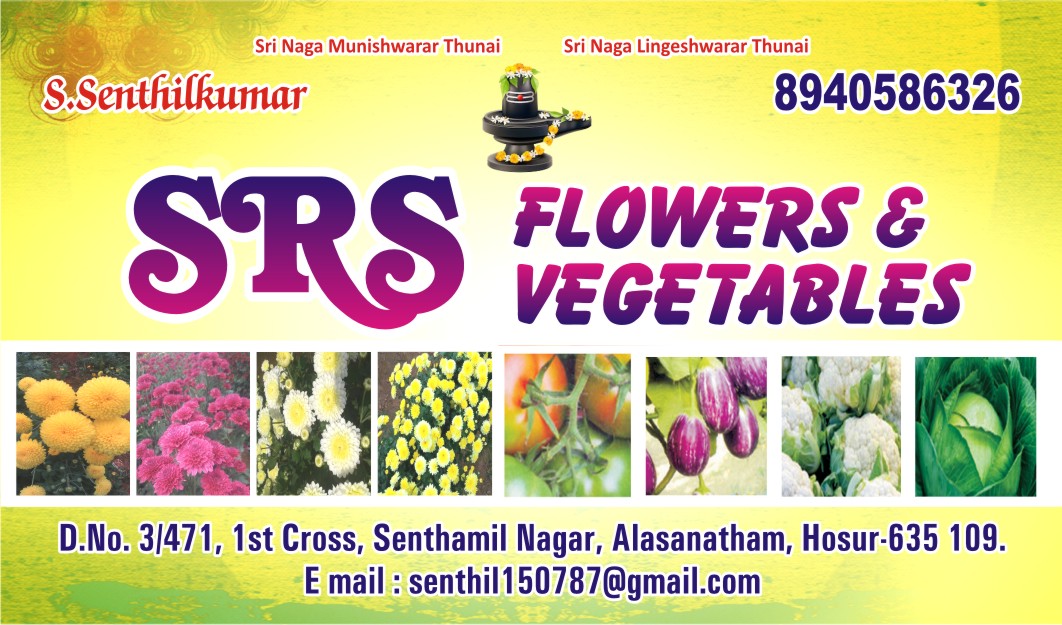 Sri Naga Munishwarar Thunai Sri Naga Lingeshwarar Thunai
S.Senthilkumar 8940586326
SRS FLOWERS &
VEGETABLES
D.No. 3/471, 1st Cross, Senthamil Nagar, Alasanatham, Hosur-635 109.
E mail : senthil150787@gmail.com